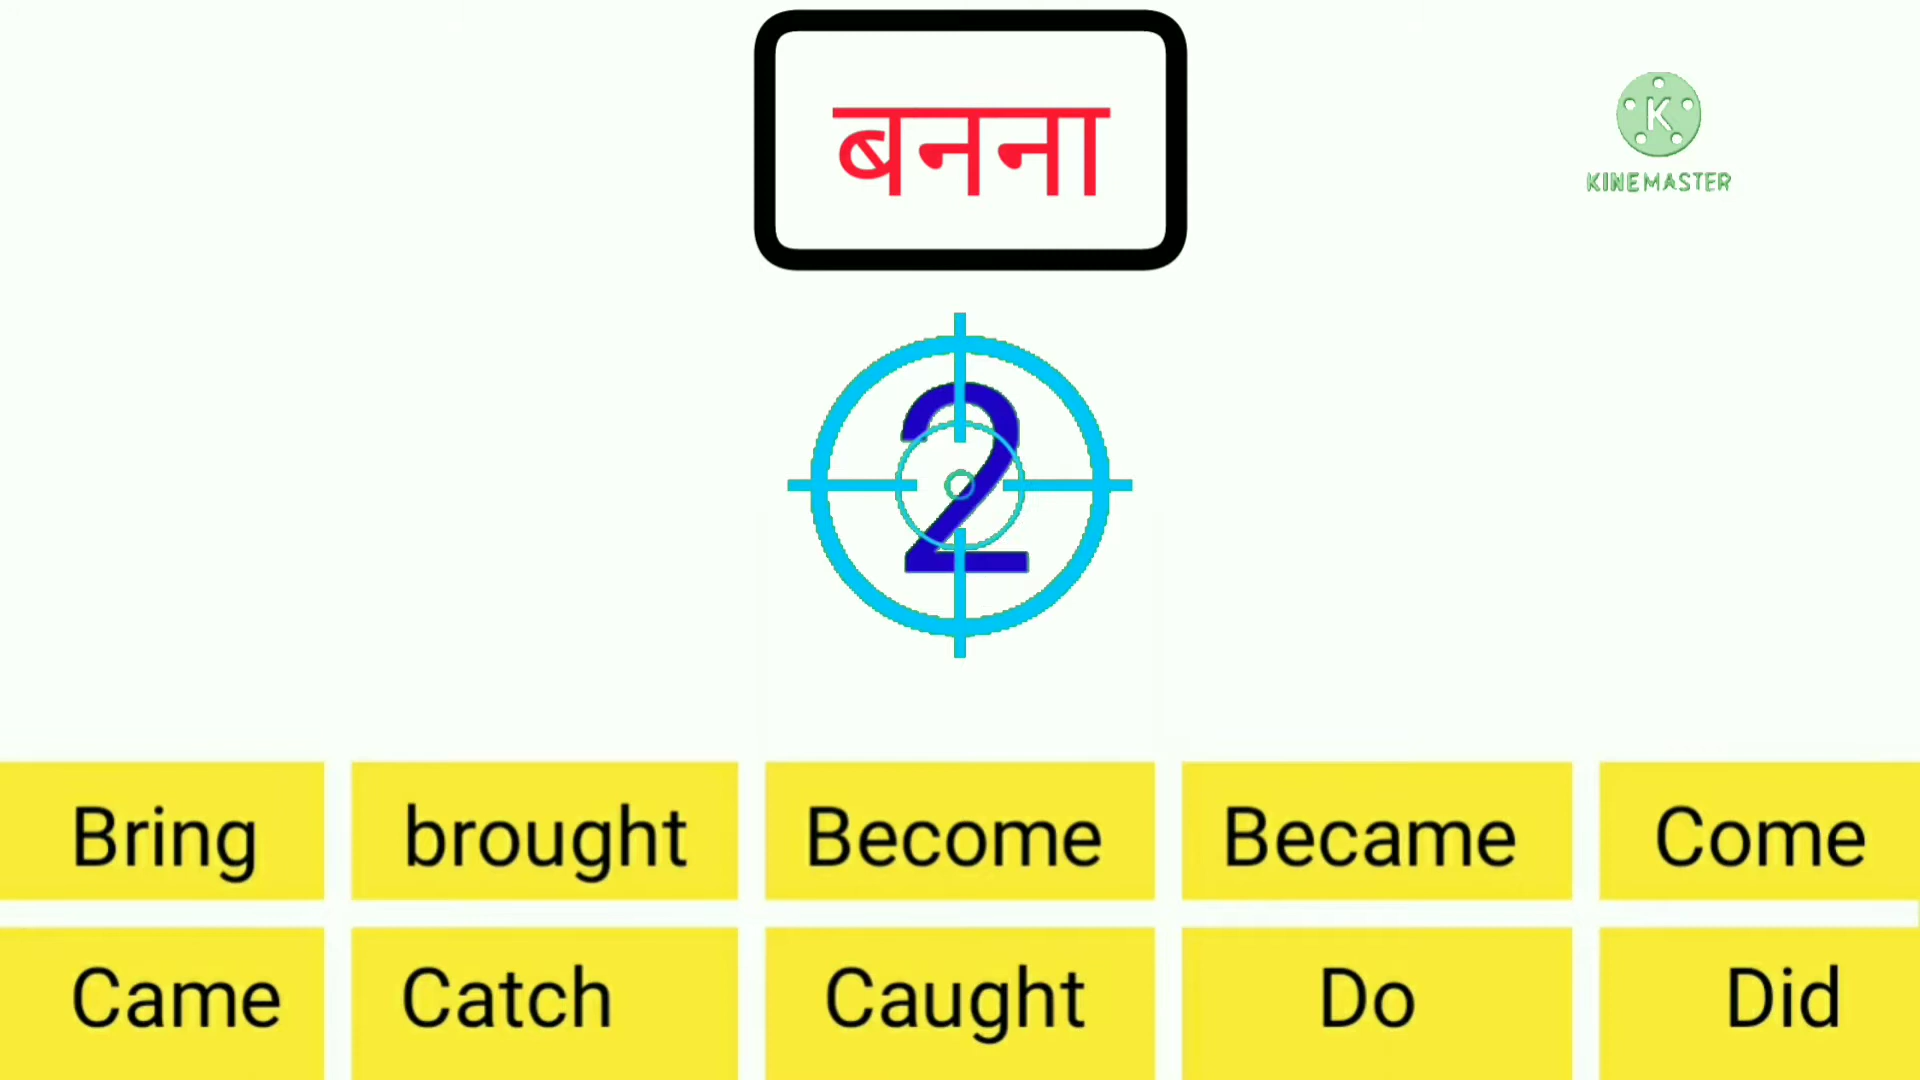 बनना
K
KINEMASTER
2
Bring brought Become Became Come
Came Catch Caught Do Did